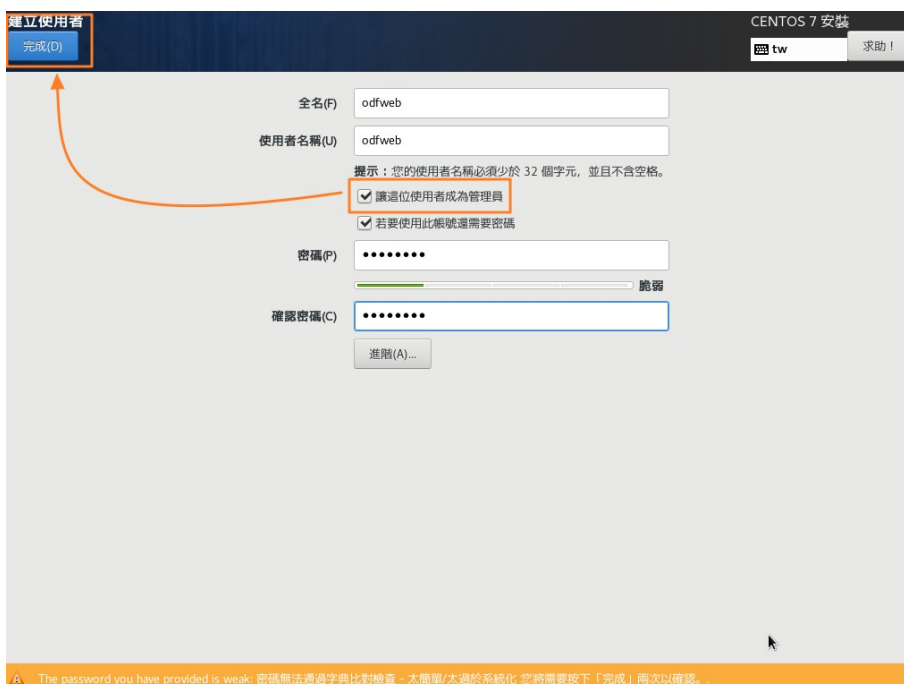 建立使用者
CENTOS 7 安裝
完成(D)
tw
求助！
全名(F)
odfweb
使用者名稱(U)
odfweb
提示：您的使用者名稱必須少於 32 個字元，並且不含空格。
讓這位使用者成為管理員
若要使用此帳號還需要密碼
密碼(P)
●●●●●●●●
脆弱
確認密碼(C)
●●●●●●●●
進階(A)...
The password you have provided is weak: 密碼無法通過字典比對檢查 - 太簡單/太過於系統化 您將需要按下「完成」兩次以確認。.